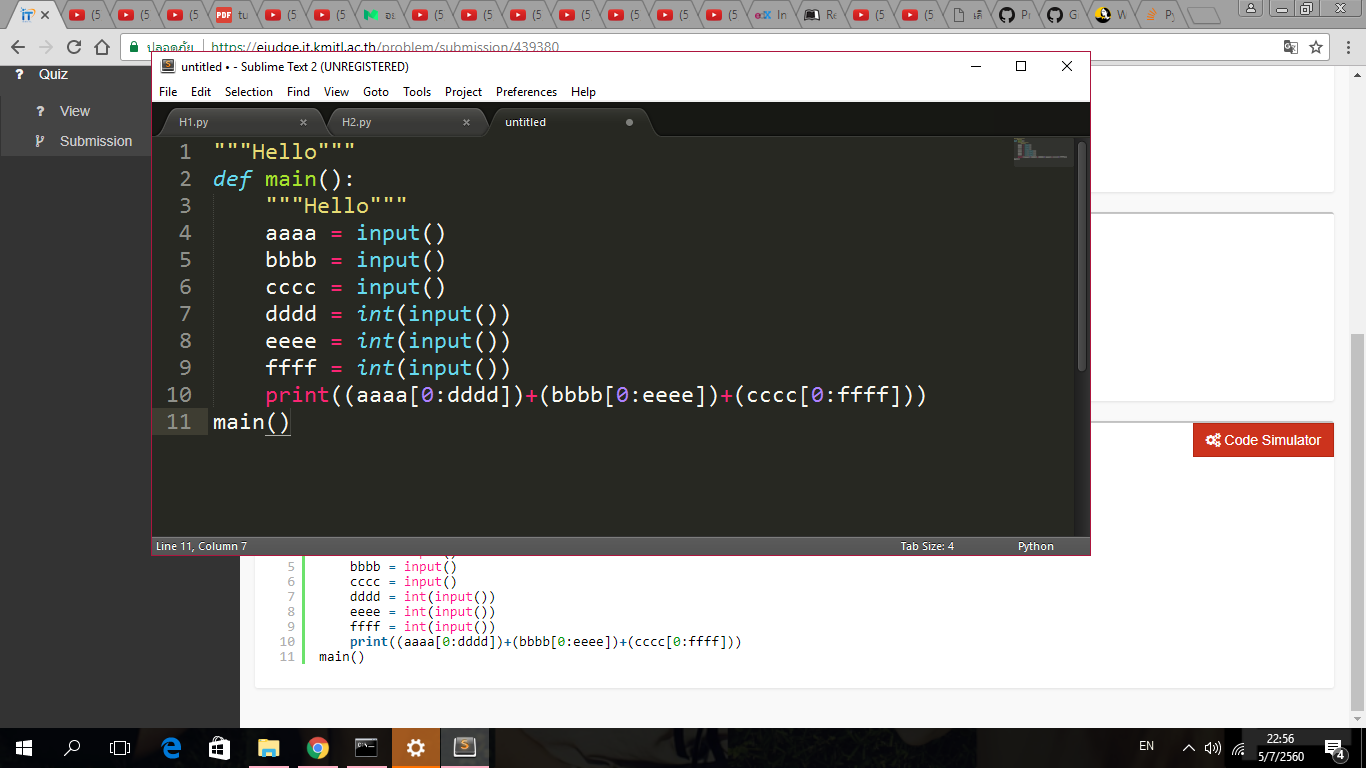 (5
(5
(5
PDF
tu
(5
(5
(5
(5
(5
(5
(5
(5
(5
(5
In
Re
(5
(5
Pr
G
W
Py
ปลอดภัย
https://ejudge.it.kmitl.ac.th/problem/submission/439380
? Quiz
? View
Submission
untitled • - Sublime Text 2 (UNREGISTERED)
File Edit Selection Find View Goto Tools Project Preferences Help
H1.py × H2.py × untitled
1 """Hello"""
2 def main():
3     """Hello"""
4     aaaa = input()
5     bbbb = input()
6     cccc = input()
7     dddd = int(input())
8     eeee = int(input())
9     ffff = int(input())
10     print((aaaa[0:dddd])+(bbbb[0:eeee])+(cccc[0:ffff]))
11 main()
Line 11, Column 7 Tab Size: 4 Python
Code Simulator
5     bbbb = input()
6     cccc = input()
7     dddd = int(input())
8     eeee = int(input())
9     ffff = int(input())
10     print((aaaa[0:dddd])+(bbbb[0:eeee])+(cccc[0:ffff]))
11 main()
EN
22:56
5/7/2560
4